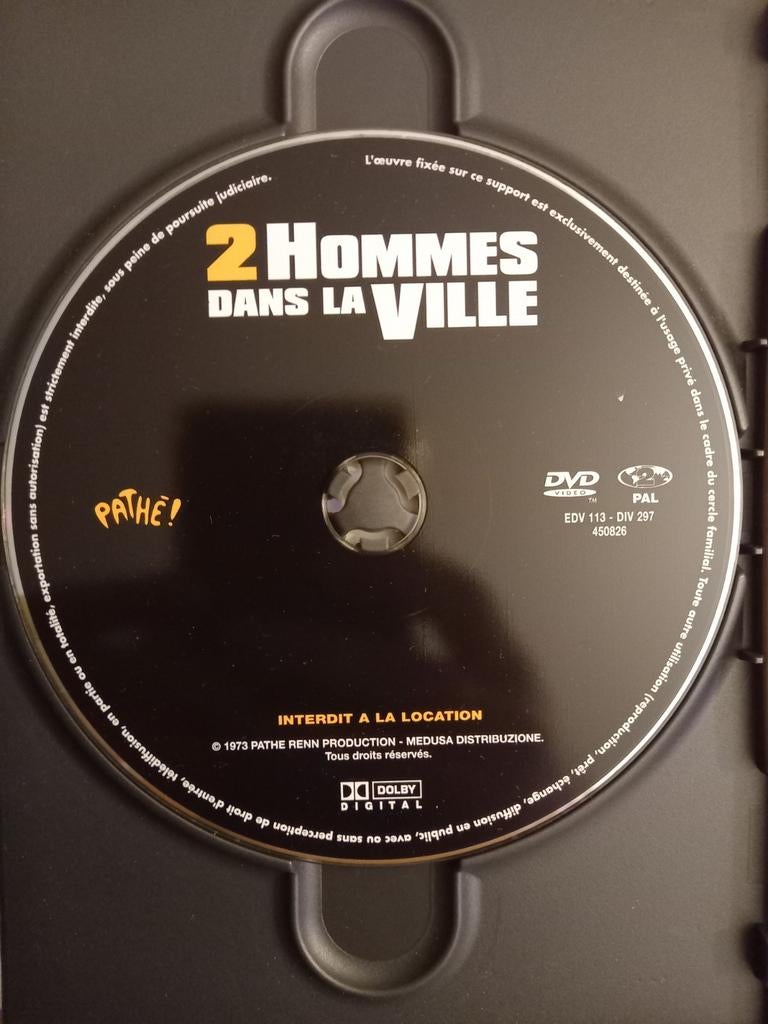 L'œuvre fixée sur ce support est exclusivement destinée à l'usage privé dans le cadre du cercle familial. Toute autre utilisation (reproduction, prêt, échange, diffusion en public, avec ou sans perception de droit d'entrée, télédiffusion, en partie ou en totalité, exportation sans autorisation) est strictement interdite, sous peine de poursuite judiciaire.
2 HOMMES
DANS LA VILLE
PATHÉ!
DVD
VIDEO
TM
2
PAL
EDV 113 - DIV 297
450826
INTERDIT A LA LOCATION
© 1973 PATHE RENN PRODUCTION - MEDUSA DISTRIBUZIONE.
Tous droits réservés.
DOLBY
DIGITAL